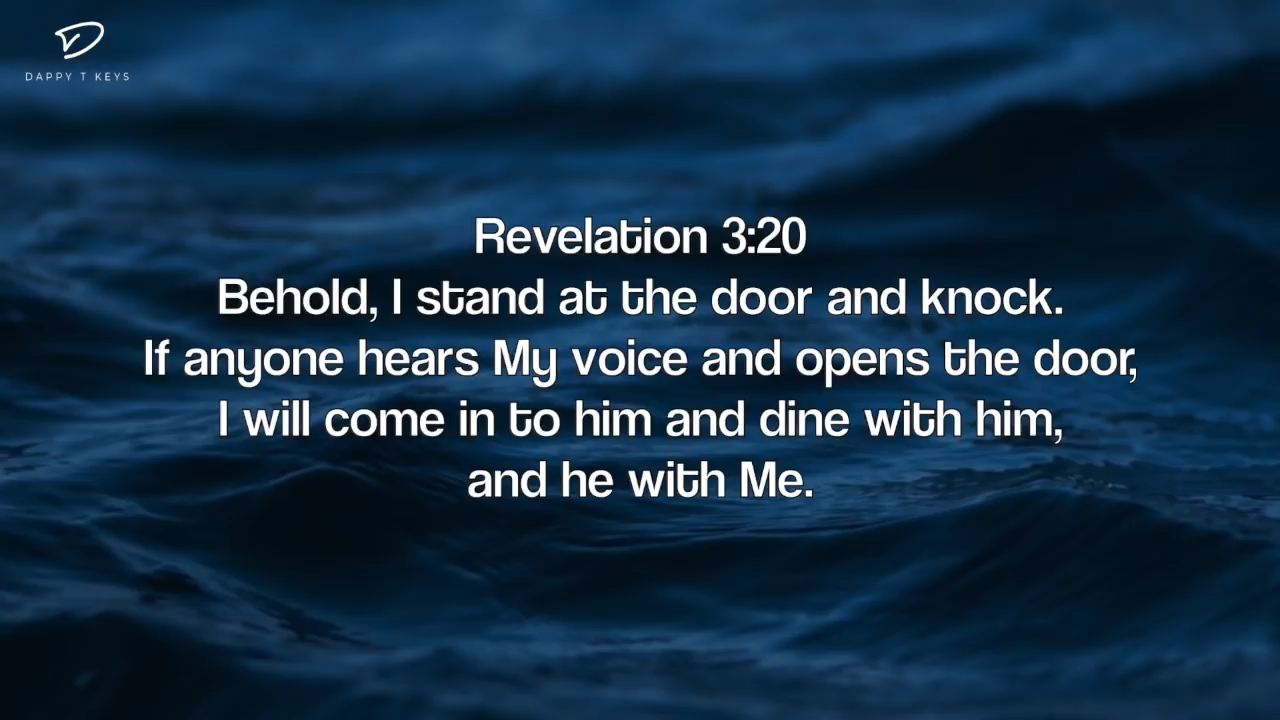 DAPPY T KEYS
Revelation 3:20
Behold, I stand at the door and knock.
If anyone hears My voice and opens the door,
I will come in to him and dine with him,
and he with Me.